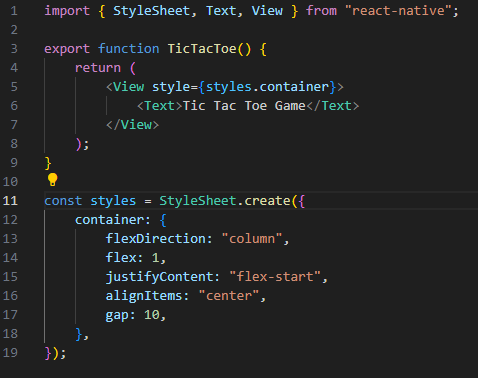 1 import { StyleSheet, Text, View } from "react-native";
2
3 export function TicTacToe() {
4     return (
5         <View style={styles.container}>
6             <Text>Tic Tac Toe Game</Text>
7         </View>
8     );
9 }
10
11 const styles = StyleSheet.create({
12     container: {
13         flexDirection: "column",
14         flex: 1,
15         justifyContent: "flex-start",
16         alignItems: "center",
17         gap: 10,
18     },
19 });